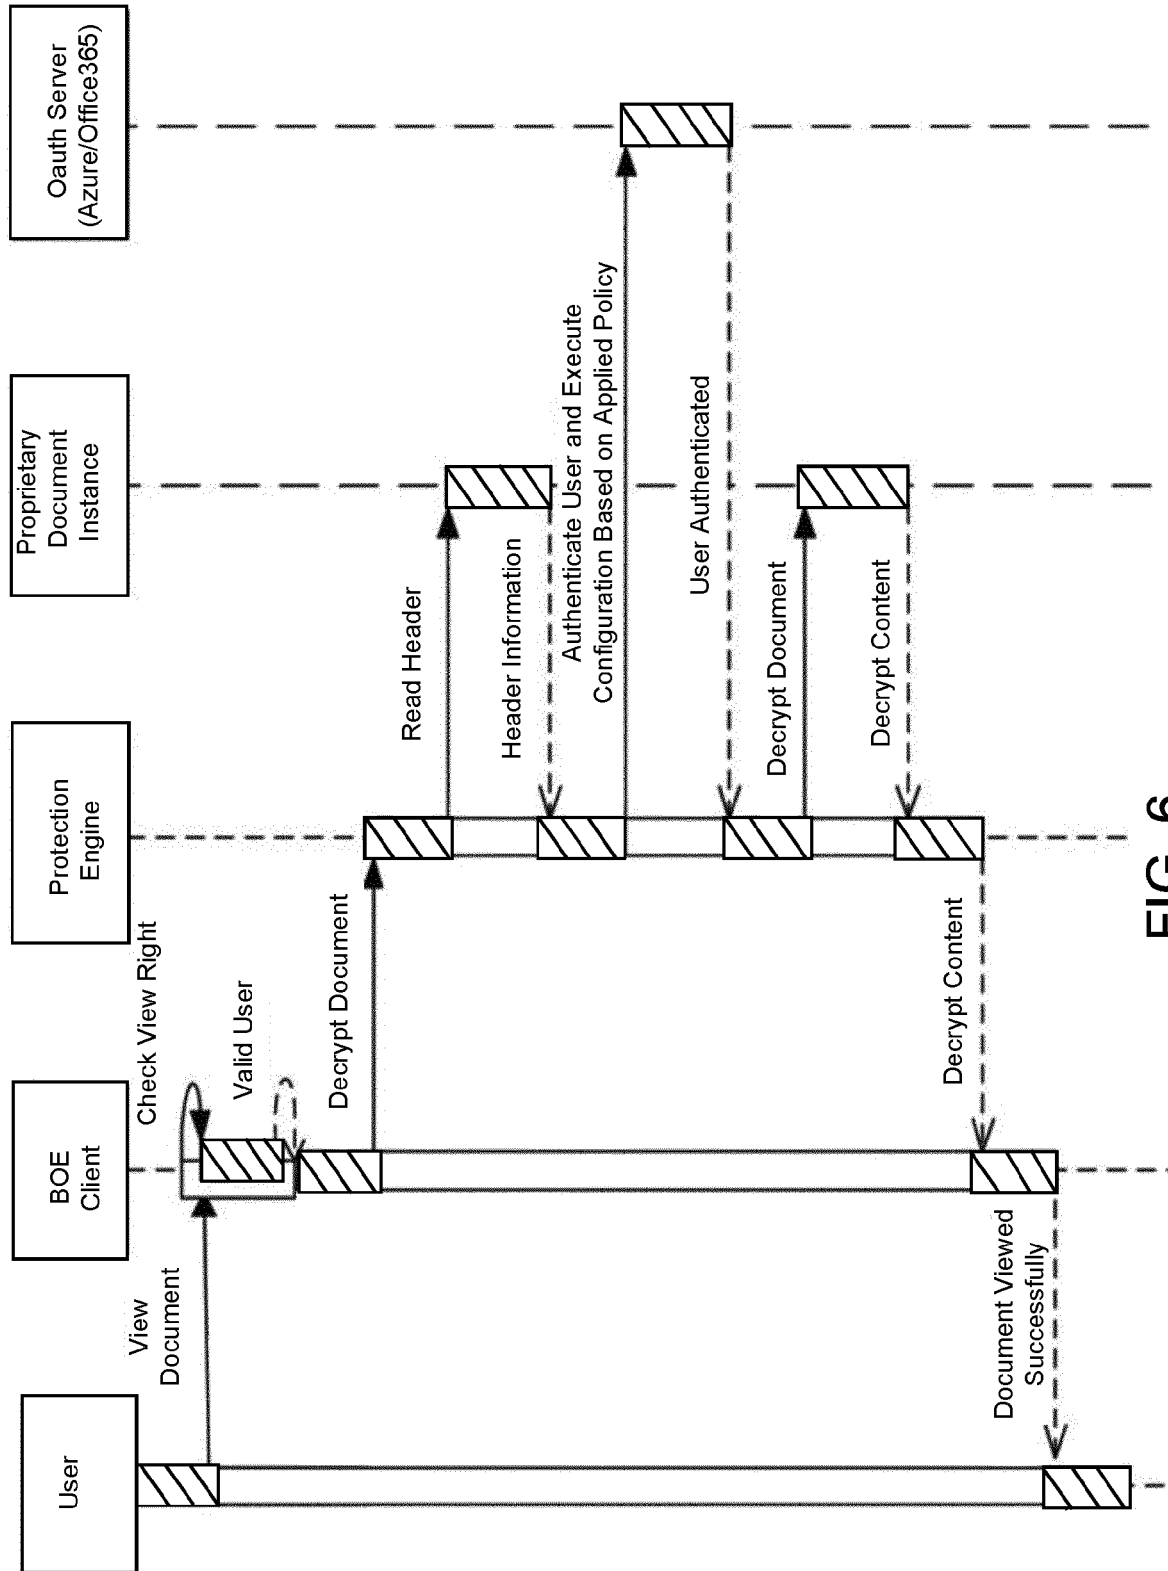 User
BOE
Client
Protection
Engine
Proprietary
Document
Instance
Oauth Server
(Azure/Office365)
View
Document
Check View Right
Valid User
Decrypt Document
Read Header
Header Information
Authenticate User and Execute
Configuration Based on Applied Policy
User Authenticated
Decrypt Document
Decrypt Content
Decrypt Content
Document Viewed
Successfully
FIG. 6